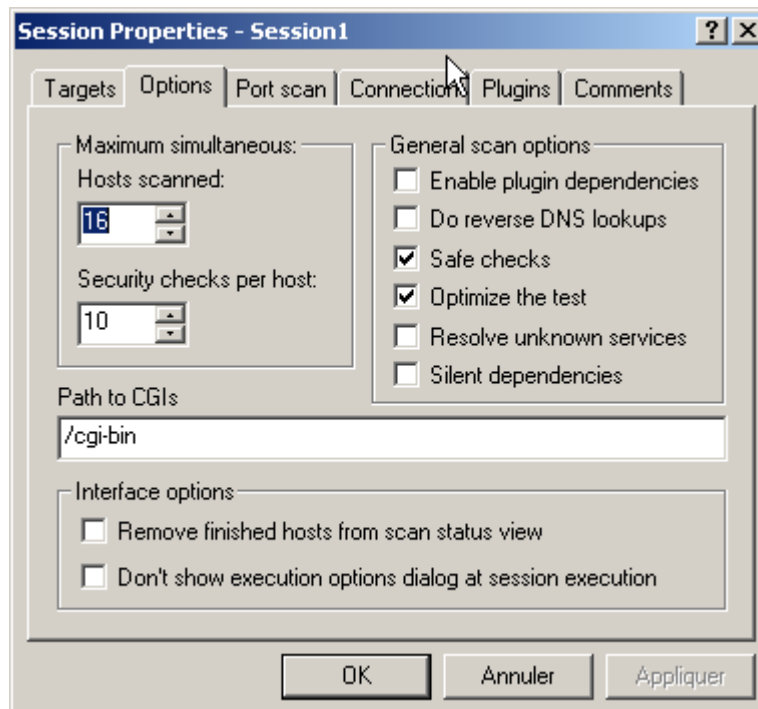 Session Properties - Session1
Targets
Options
Port scan
Connection
Plugins
Comments
Maximum simultaneous:
Hosts scanned:
16
Security checks per host:
10
General scan options
Enable plugin dependencies
Do reverse DNS lookups
Safe checks
Optimize the test
Resolve unknown services
Silent dependencies
Path to CGIs
/cgi-bin
Interface options
Remove finished hosts from scan status view
Don't show execution options dialog at session execution
OK
Annuler
Appliquer